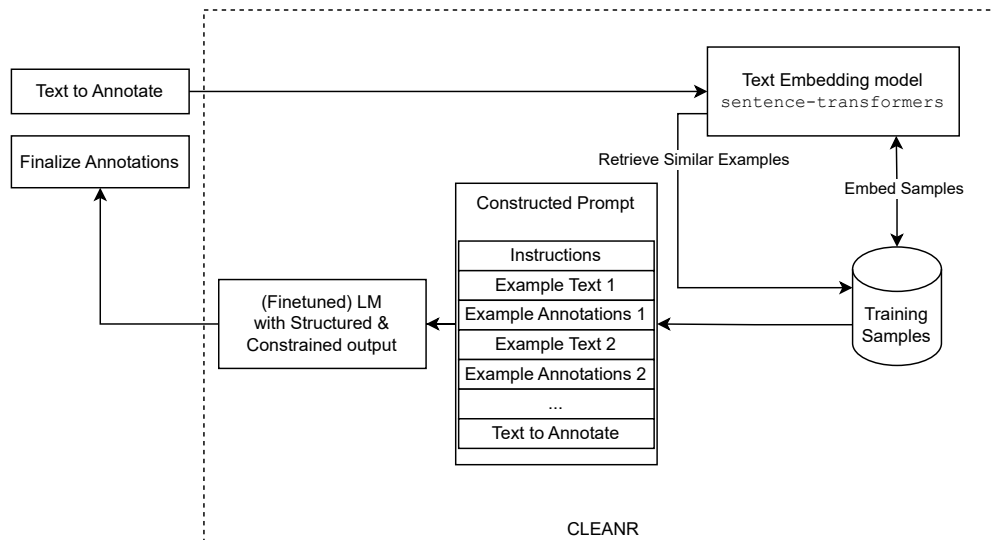 Text to Annotate
Finalize Annotations
Text Embedding model
sentence-transformers
Retrieve Similar Examples
Embed Samples
Constructed Prompt
Instructions
Example Text 1
Example Annotations 1
Example Text 2
Example Annotations 2
...
Text to Annotate
(Finetuned) LM
with Structured &
Constrained output
Training
Samples
CLEANR